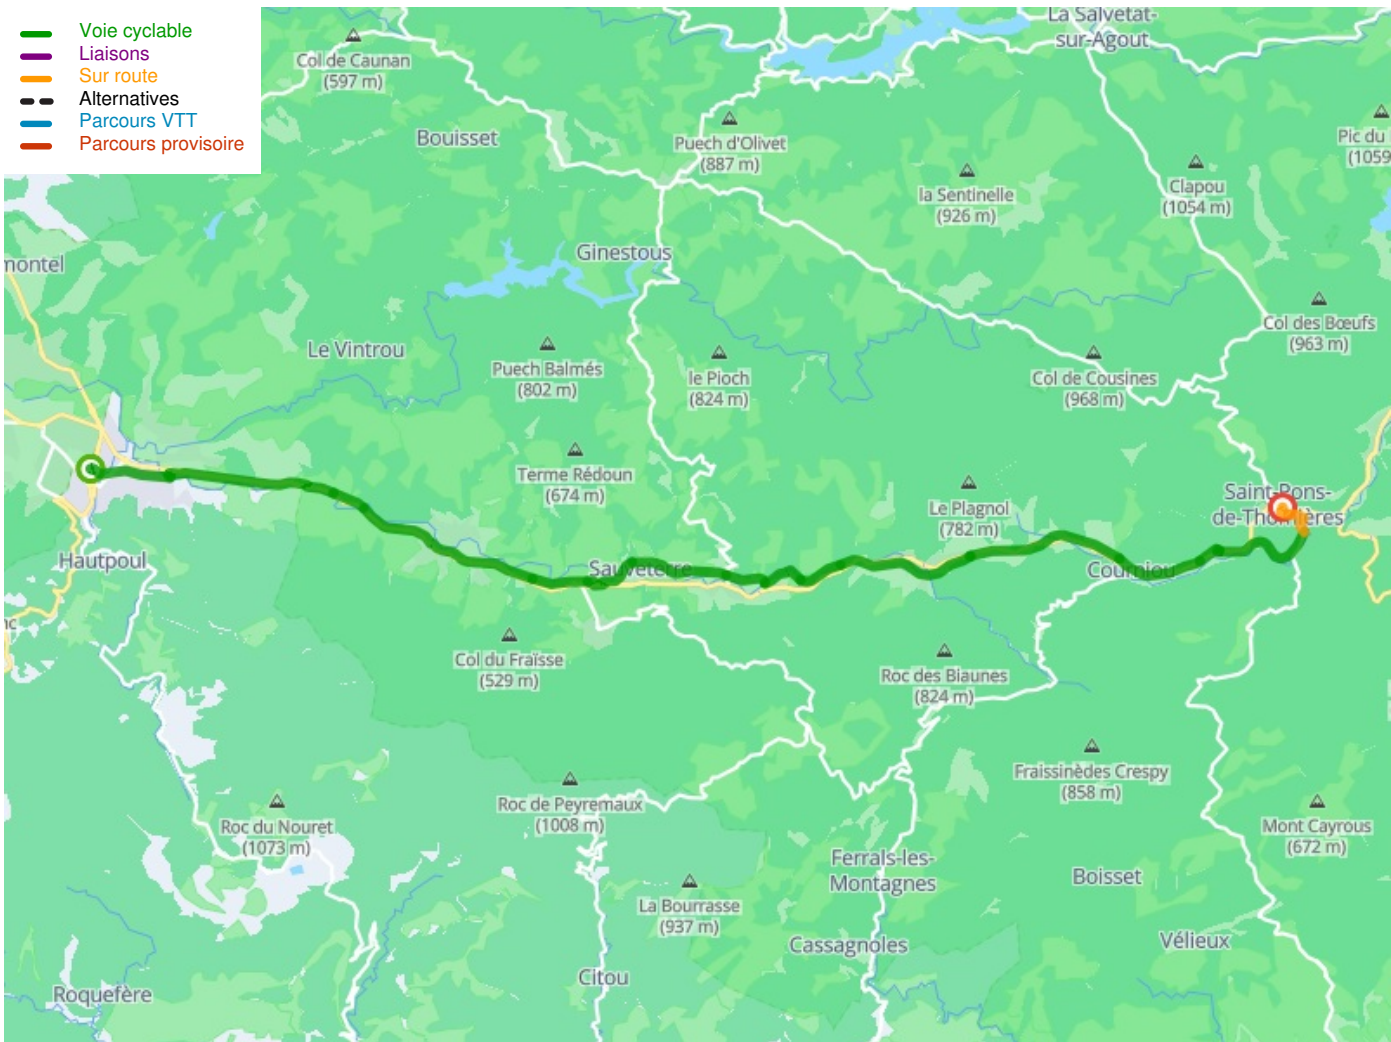 Voie cyclable
Liaisons
Sur route
Alternatives
Parcours VTT
Parcours provisoire
La Salvetat-
sur-Agout
Col de Caunan
(597 m)
Bouisset
Puech d'Olivet
(887 m)
Pic du
(1059
la Sentinelle
(926 m)
Clapou
(1054 m)
Ginestous
montel
Col des Bœufs
(963 m)
Le Vintrou
Puech Balmés
(802 m)
le Pioch
(824 m)
Col de Cousines
(968 m)
Terme Rédoun
(674 m)
Le Plagnol
(782 m)
Saint-Pons-
de-Thomières
Hautpoul
Sauveterre
Courniou
Col du Fraïsse
(529 m)
Roc des Blaunes
(824 m)
Fraissinèdes Crespy
(858 m)
Roc de Peyremaux
(1008 m)
Roc du Nouret
(1073 m)
Mont Cayrous
(672 m)
Ferrals-les-
Montagnes
Boisset
La Bourrasse
(937 m)
Cassagnoles
Vélieux
Citou
Roquefère